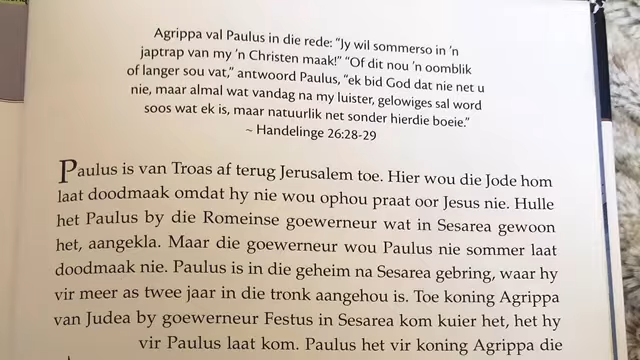 Agrippa val Paulus in die rede: “Jy wil sommerso in ’n
japtrap van my ’n Christen maak!” “Of dit nou ’n oomblik
of langer sou vat,” antwoord Paulus, “ek bid God dat nie net u
nie, maar almal wat vandag na my luister, gelowiges sal word
soos wat ek is, maar natuurlik net sonder hierdie boeie.”
~ Handelinge 26:28-29
Paulus is van Troas af terug Jerusalem toe. Hier wou die Jode hom
laat doodmaak omdat hy nie wou ophou praat oor Jesus nie. Hulle
het Paulus by die Romeinse goewerneur wat in Sesarea gewoon
het, aangekla. Maar die goewerneur wou Paulus nie sommer laat
doodmaak nie. Paulus is in die geheim na Sesarea gebring, waar hy
vir meer as twee jaar in die tronk aangehou is. Toe koning Agrippa
van Judea by goewerneur Festus in Sesarea kom kuier het, het hy
vir Paulus laat kom. Paulus het vir koning Agrippa die